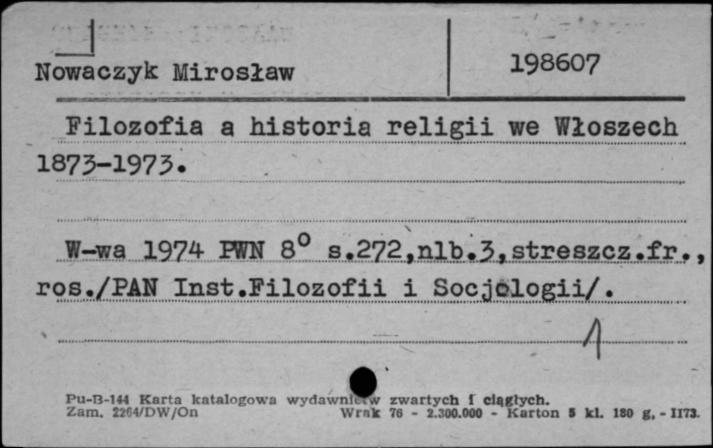 Nowaczyk Mirosław
198607
Filozofia a historia religii we Włoszech
1873-1973.
W-wa 1974 PWN 8° s.272,nlb.3,streszcz.fr.,
ros./PAN Inst.Filozofii i Socjologii/.
1
Pu-B-144 Karta katalogowa wydawnictw zwartych i ciągłych.
Zam. 2264/DW/On Wrak 76 - 2.300.000 - Karton 5 kl. 180 g, - 1173.